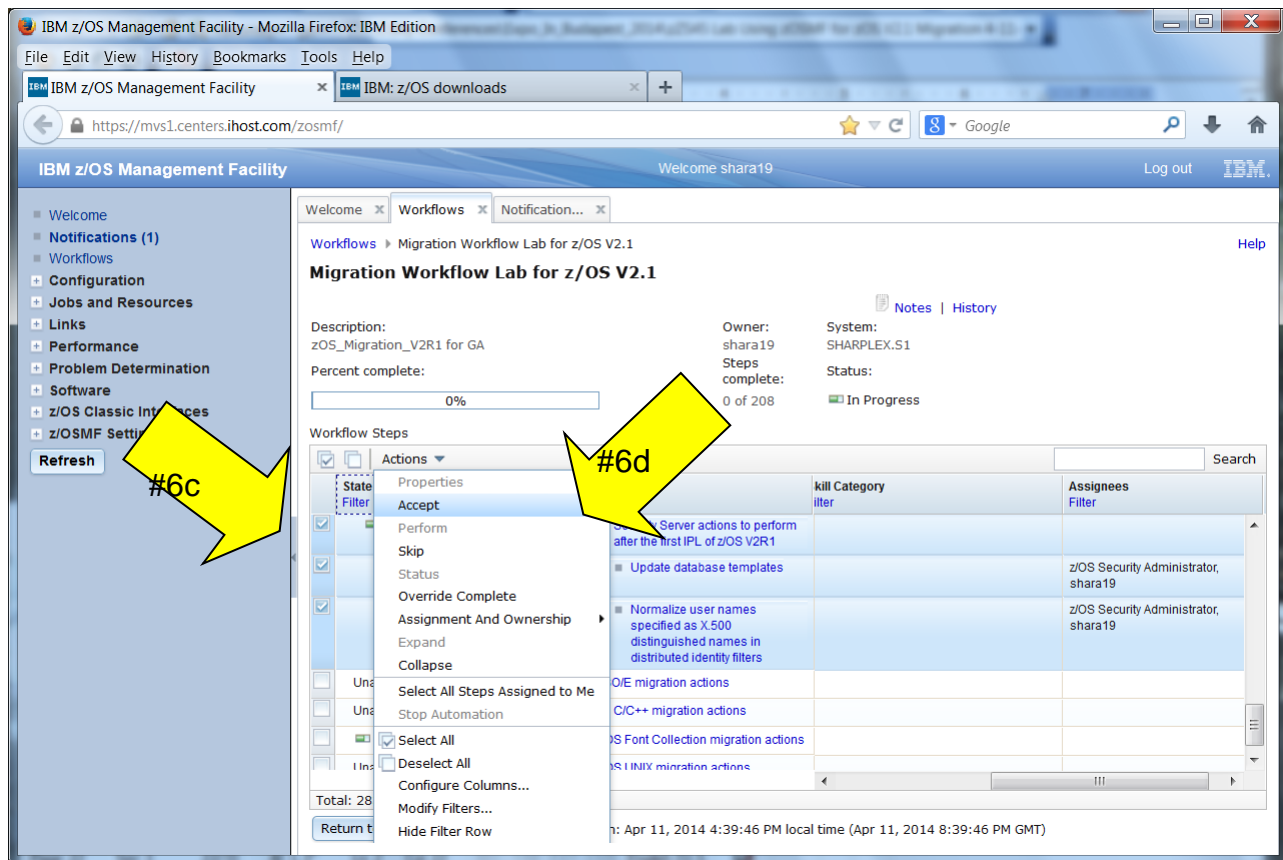 IBM z/OS Management Facility - Mozilla Firefox: IBM Edition
File Edit View History Bookmarks Tools Help
IBM IBM z/OS Management Facility x IBM IBM: z/OS downloads x +
https://mvs1.centers.ihost.com/zosmf/ 8 Google
IBM z/OS Management Facility Welcome shara19 Log out IBM.
Welcome
Notifications (1)
Workflows
Configuration
Jobs and Resources
Links
Performance
Problem Determination
Software
z/OS Classic
z/OSMF
Refresh
#6c
Welcome x Workflows x Notification... x
Workflows Migration Workflow Lab for z/OS V2.1 Help
Migration Workflow Lab for z/OS V2.1
Notes | History
Description: Owner: System:
zOS_Migration_V2R1 for GA shara19 SHARPLEX.S1
Percent complete: Steps complete: Status:
0% 0 of 208 In Progress
Workflow Steps
Actions Search
#6d
State kill Category Assignees
Filter ilter Filter
Server actions to perform
after the first IPL of z/OS V2R1
Update database templates z/OS Security Administrator,
shara19
Normalize user names z/OS Security Administrator,
specified as X.500 shara19
distinguished names in
distributed identity filters
Una O/E migration actions
Una C/C++ migration actions
OS Font Collection migration actions
Una OS UNIX migration actions
Properties
Accept
Perform
Skip
Status
Override Complete
Assignment And Ownership
Expand
Collapse
Select All Steps Assigned to Me
Stop Automation
Select All
Deselect All
Configure Columns...
Modify Filters...
Hide Filter Row
Total: 28
Return t n: Apr 11, 2014 4:39:46 PM local time (Apr 11, 2014 8:39:46 PM GMT)